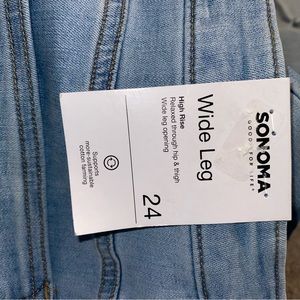 SONOMA®
GOOD FOR LIFE®
Wide Leg
High Rise
Relaxed through hip & thigh
Wide leg opening
24
Supports
more-sustainable
cotton farming